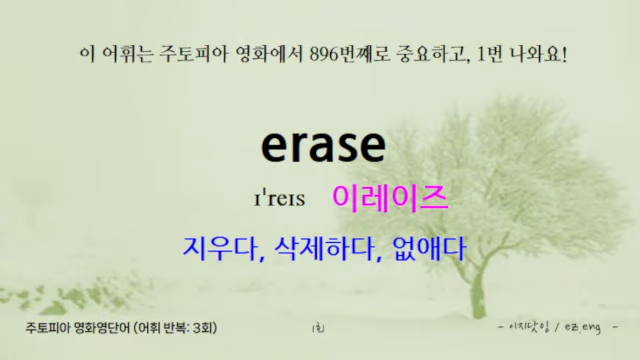 이 어휘는 주토피아 영화에서 896번째로 중요하고, 1번 나와요!
erase
ɪˈreɪs 이레이즈
지우다, 삭제하다, 없애다
주토피아 영화영단어 (어휘 반복: 3회)
- 이지닷잉 / ez.eng -